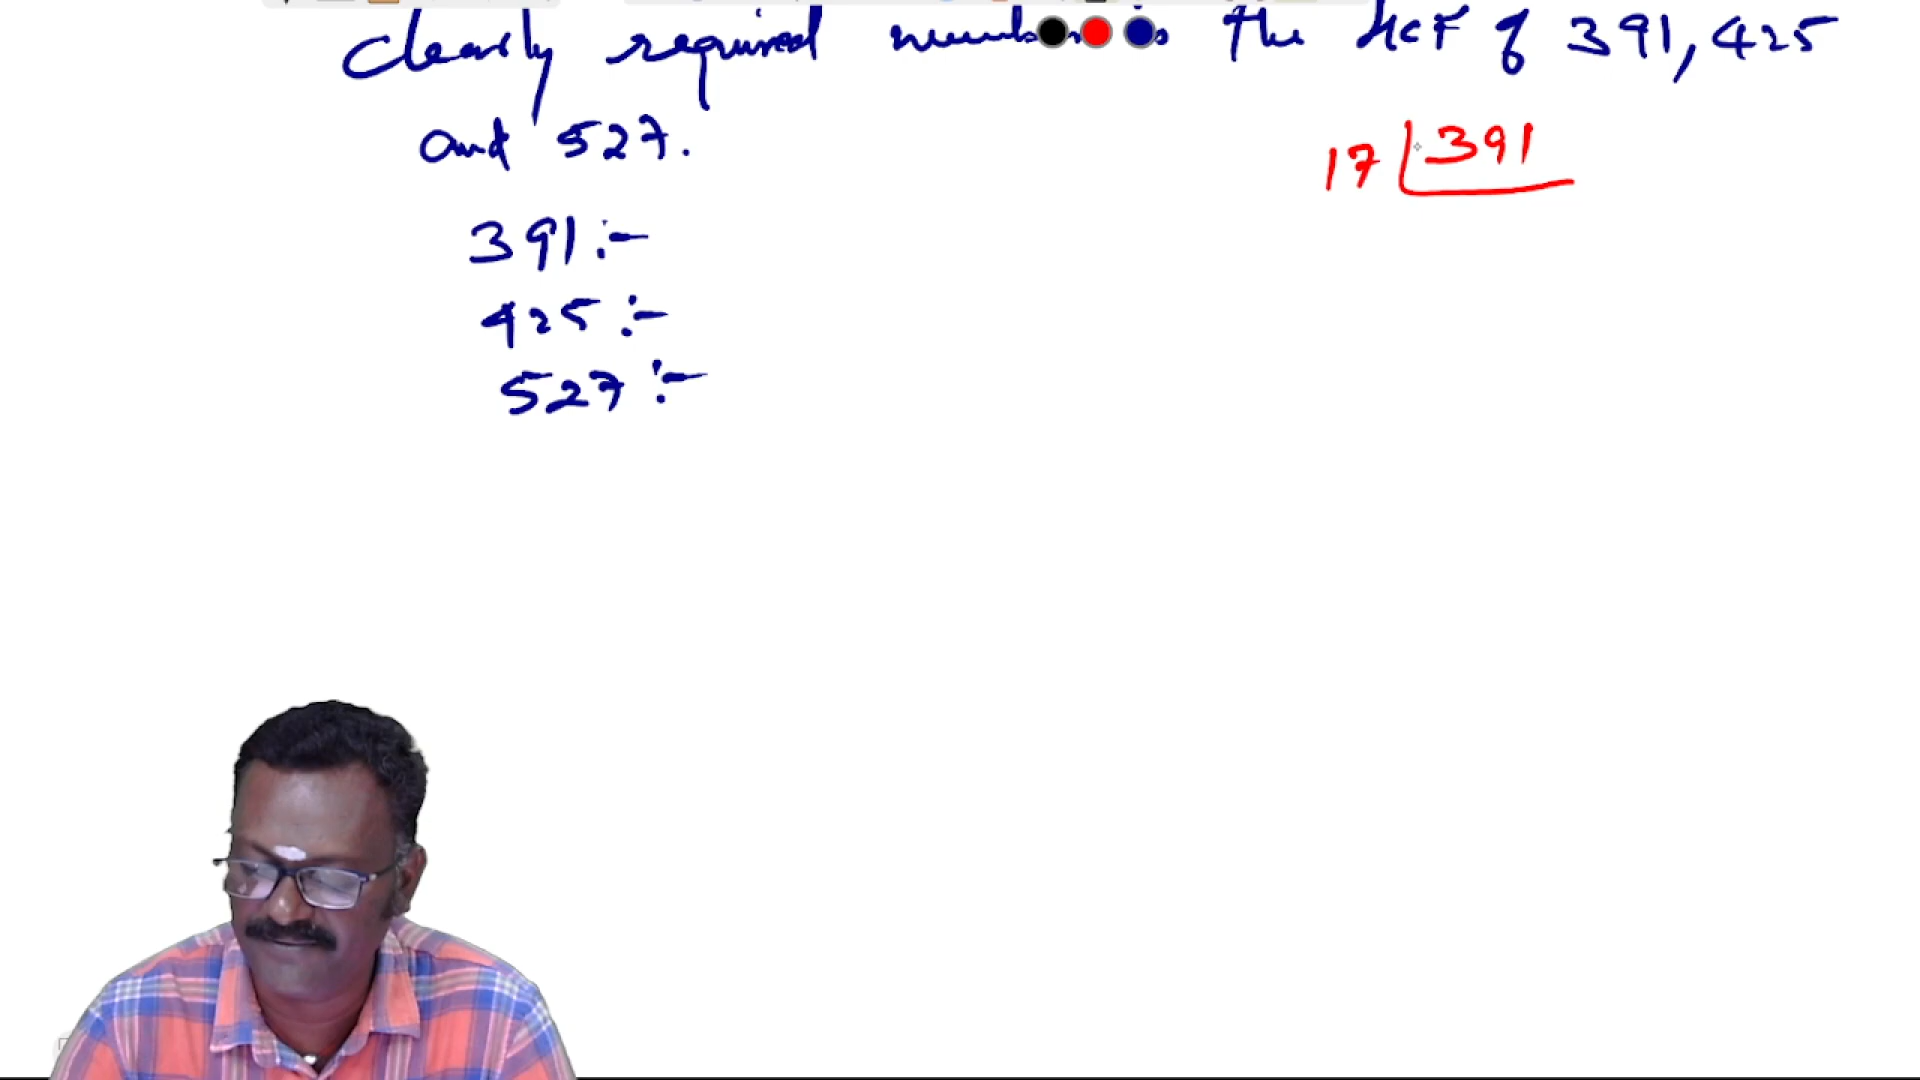 Clearly required number is the HCF of 391, 425
and 527.
17 | 391
391 :-
425 :-
527 :-